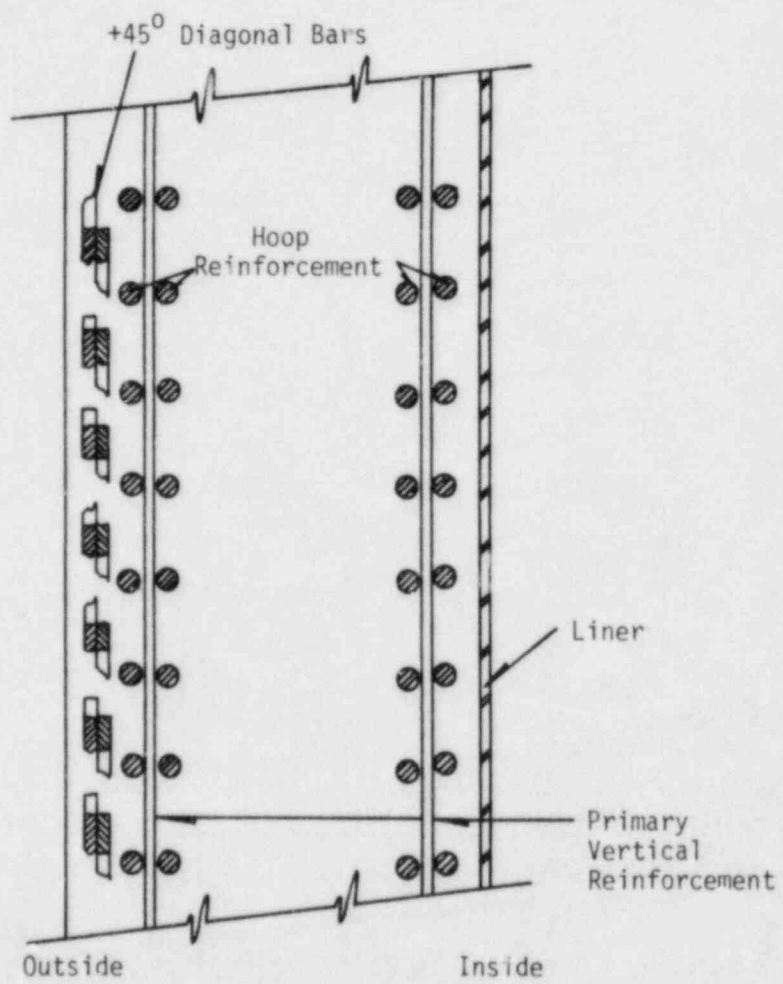 +45° Diagonal Bars
Hoop
Reinforcement
Liner
Primary
Vertical
Reinforcement
Outside
Inside